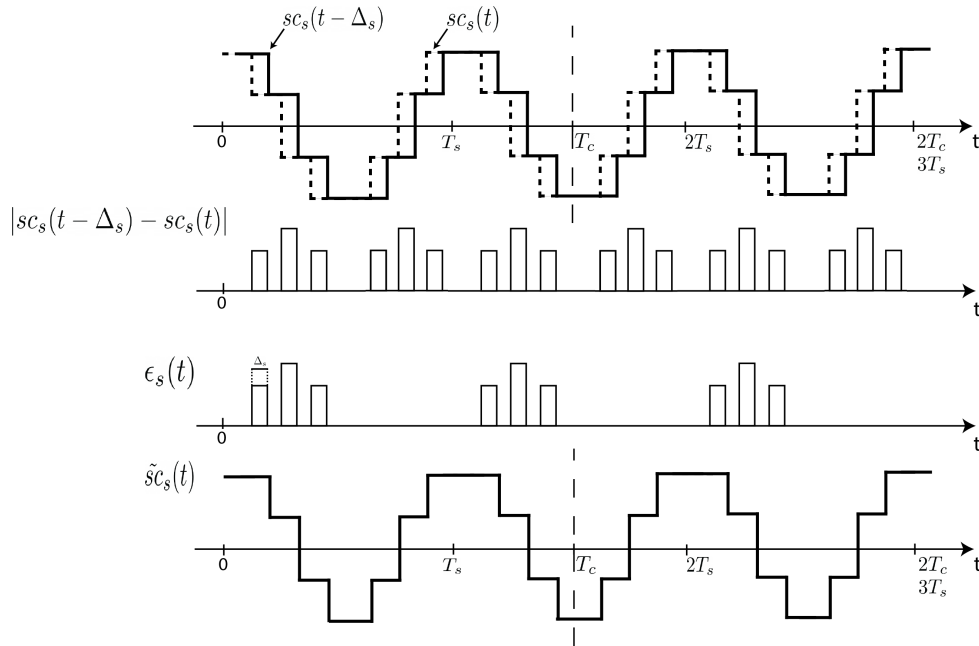 sc_s(t − Δ_s) sc_s(t)
0 T_s T_c 2T_s 2T_c t
3T_s
|sc_s(t − Δ_s) − sc_s(t)|
0 t
Δ_s
ϵ_s(t)
0 t
s̃c_s(t)
0 T_s T_c 2T_s 2T_c t
3T_s